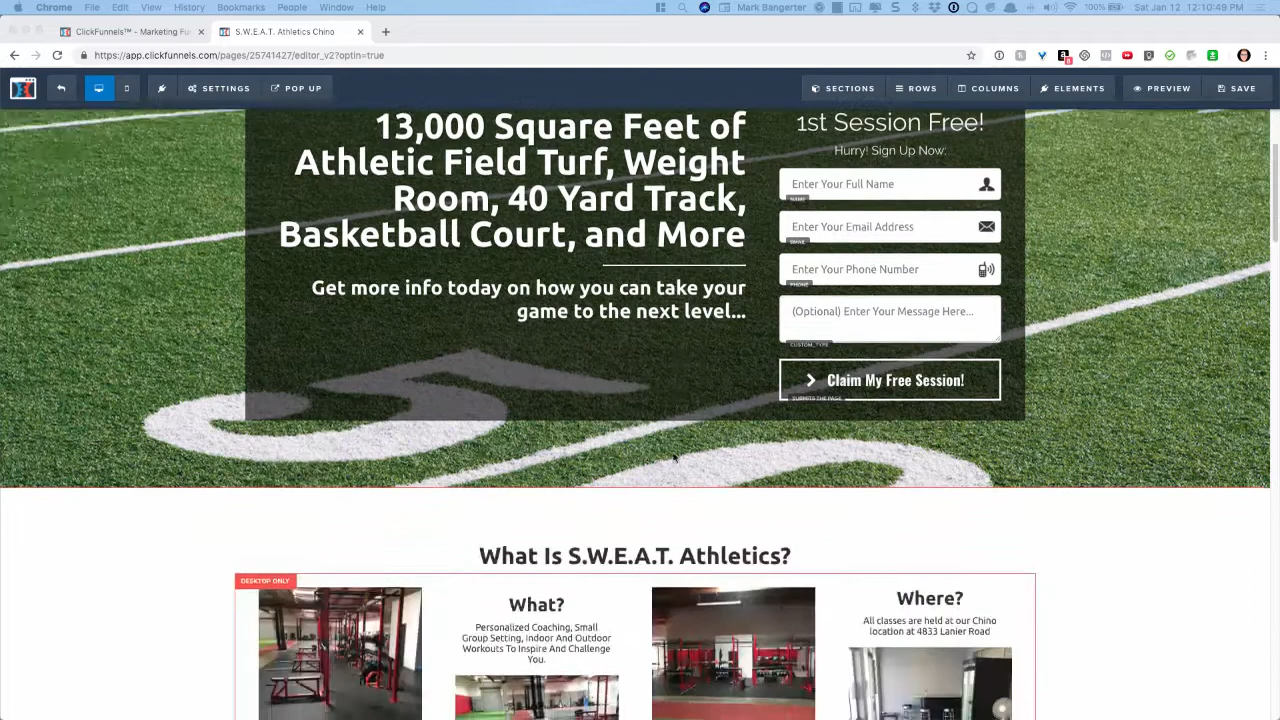 Chrome File Edit View History Bookmarks People Window Help Mark Bangerter 100% Sat Jan 12 12:10:49 PM
ClickFunnels™ - Marketing Fu
S.W.E.A.T. Athletics Chino
https://app.clickfunnels.com/pages/25741427/editor_v2?optin=true
SETTINGS POP UP SECTIONS ROWS COLUMNS ELEMENTS PREVIEW SAVE
13,000 Square Feet of
Athletic Field Turf, Weight
Room, 40 Yard Track,
Basketball Court, and More
Get more info today on how you can take your
game to the next level...
1st Session Free!
Hurry! Sign Up Now:
Enter Your Full Name
NAME
Enter Your Email Address
EMAIL
Enter Your Phone Number
PHONE
(Optional) Enter Your Message Here...
CUSTOM_TYPE
Claim My Free Session!
SUBMITS THE PAGE
What Is S.W.E.A.T. Athletics?
DESKTOP ONLY
What?
Personalized Coaching, Small
Group Setting, Indoor And Outdoor
Workouts To Inspire And Challenge
You.
Where?
All classes are held at our Chino
location at 4833 Lanier Road